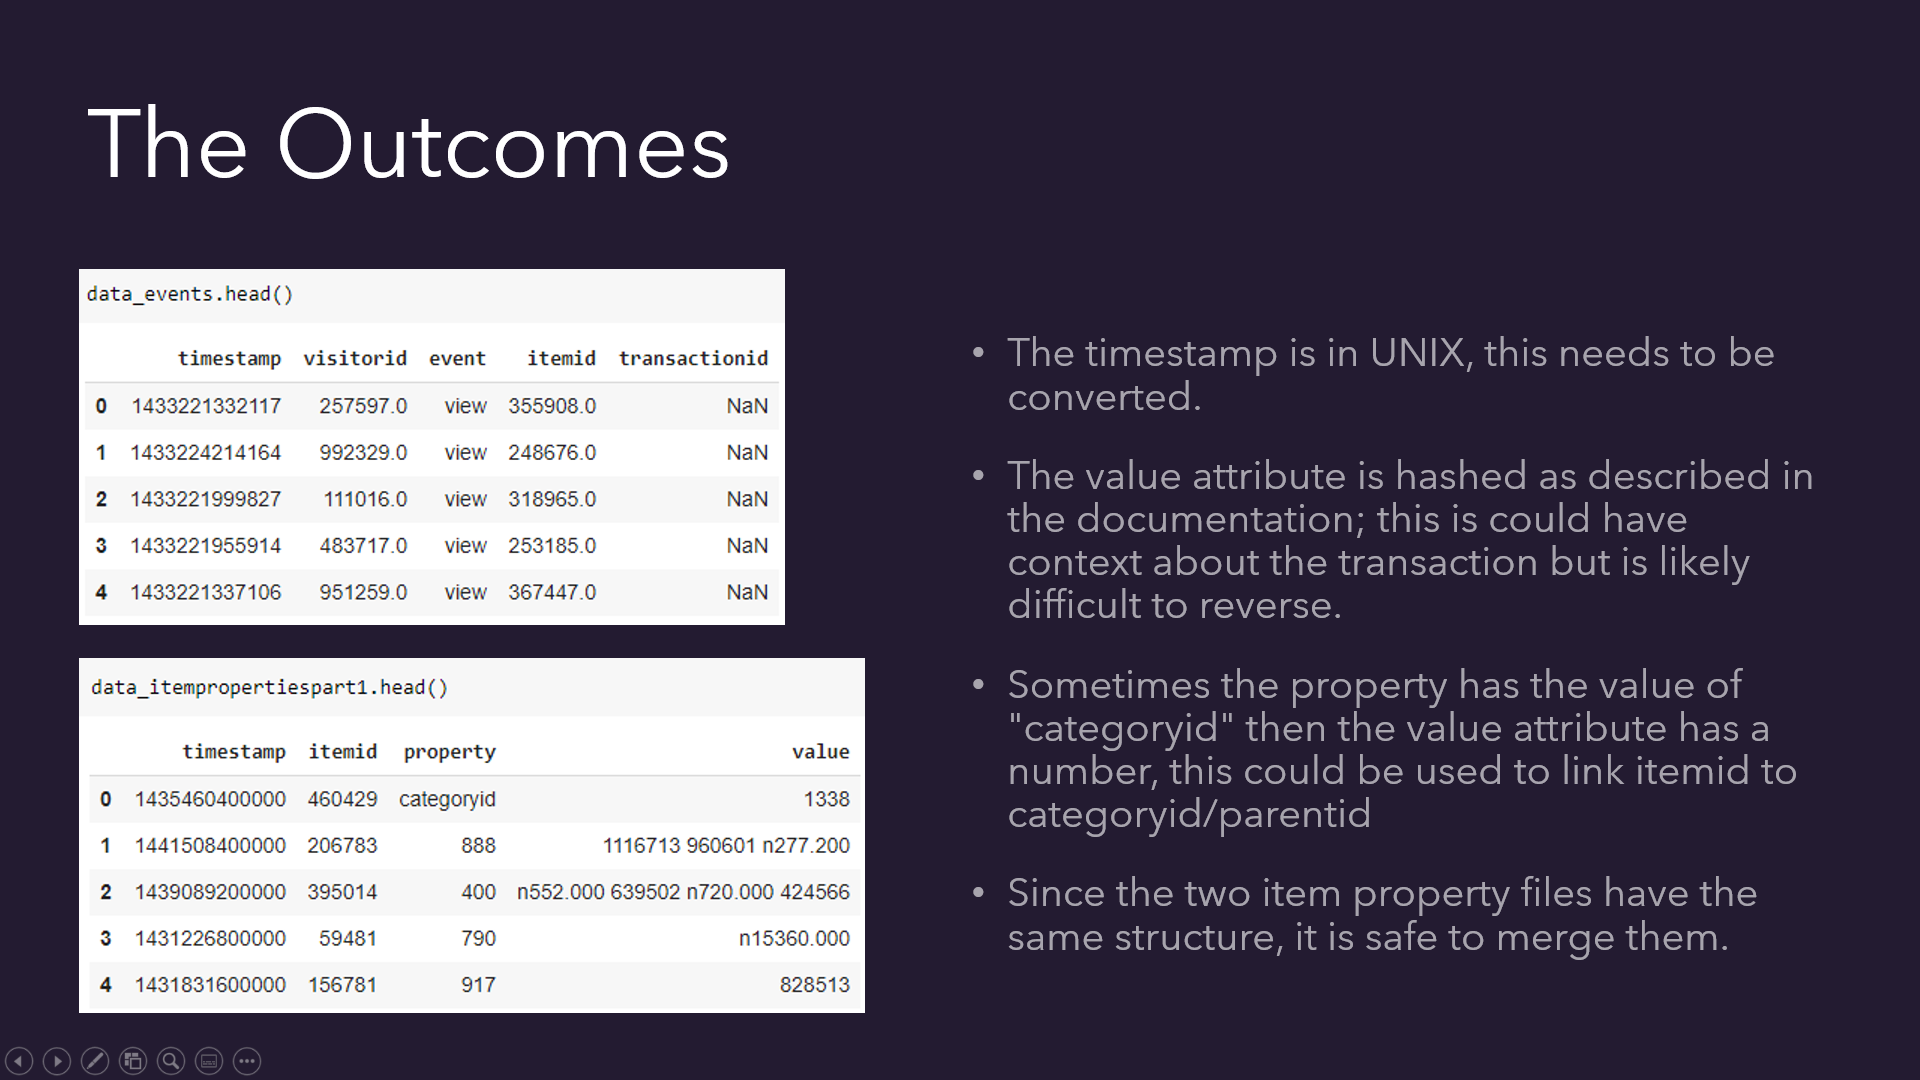 The Outcomes
data_events.head()
timestamp visitorid event itemid transactionid
0 1433221332117 257597.0 view 355908.0 NaN
1 1433224214164 992329.0 view 248676.0 NaN
2 1433221999827 111016.0 view 318965.0 NaN
3 1433221955914 483717.0 view 253185.0 NaN
4 1433221337106 951259.0 view 367447.0 NaN
data_itempropertiespart1.head()
timestamp itemid property value
0 1435460400000 460429 categoryid 1338
1 1441508400000 206783 888 1116713 960601 n277.200
2 1439089200000 395014 400 n552.000 639502 n720.000 424566
3 1431226800000 59481 790 n15360.000
4 1431831600000 156781 917 828513
• The timestamp is in UNIX, this needs to be
converted.
• The value attribute is hashed as described in
the documentation; this is could have
context about the transaction but is likely
difficult to reverse.
• Sometimes the property has the value of
"categoryid" then the value attribute has a
number, this could be used to link itemid to
categoryid/parentid
• Since the two item property files have the
same structure, it is safe to merge them.